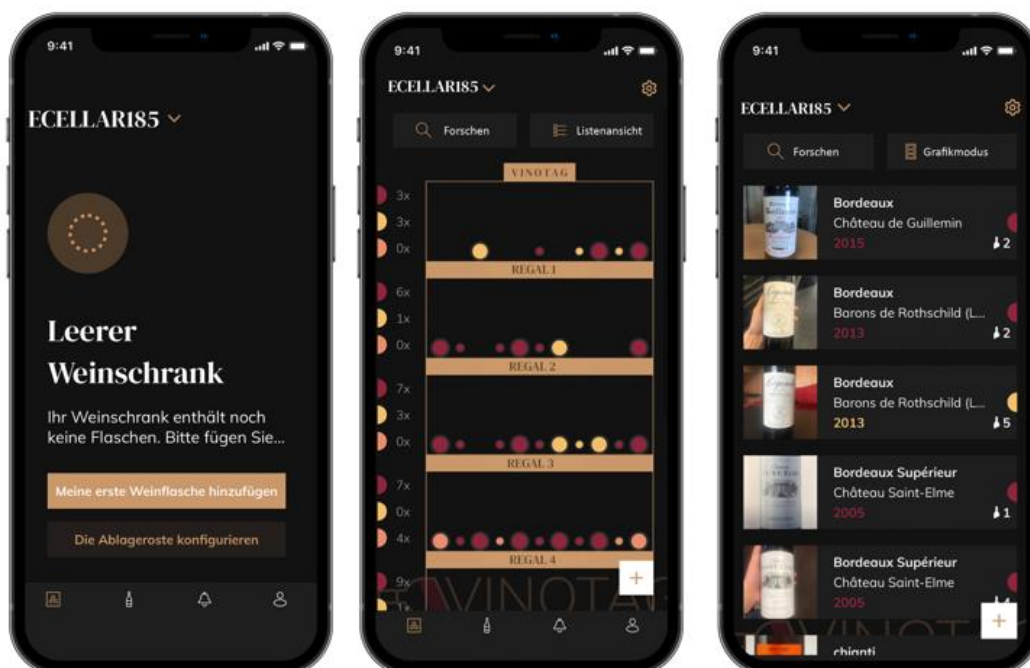 9:41
ECELLAR185
Leerer
Weinschrank
Ihr Weinschrank enthält noch
keine Flaschen. Bitte fügen Sie...
Meine erste Weinflasche hinzufügen
Die Ablageroste konfigurieren
9:41
ECELLAR185
Forschen
Listenansicht
VINOTAG
3x
3x
0x
REGAL 1
6x
1x
0x
REGAL 2
7x
3x
0x
REGAL 3
7x
0x
4x
REGAL 4
9x
+
VINOTAG
9:41
ECELLAR185
Forschen
Grafikmodus
Bordeaux
Château de Guillemin
2015
2
Bordeaux
Barons de Rothschild (L...
2013
2
Bordeaux
Barons de Rothschild (L...
2013
5
Bordeaux Supérieur
Château Saint-Elme
2005
1
Bordeaux Supérieur
Château Saint-Elme
2005
+
chianti